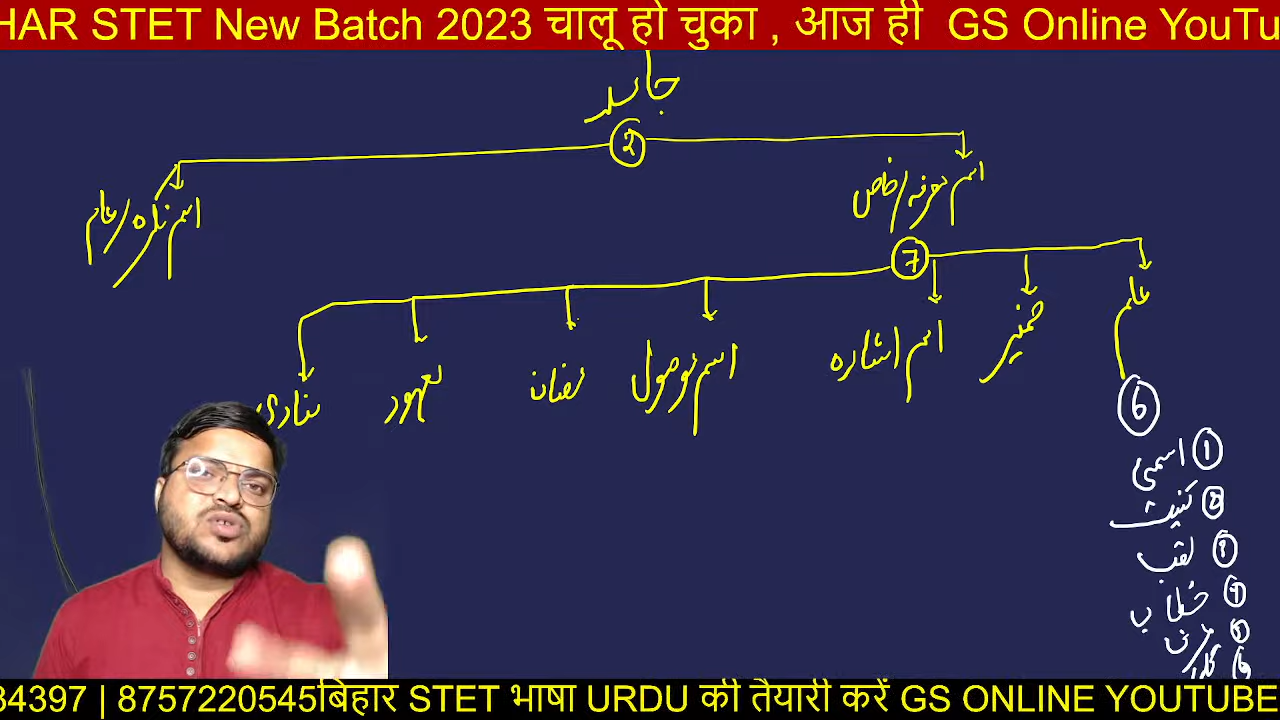 HAR STET New Batch 2023 चालू हो चुका , आज ही GS Online YouTu
جامد
2
اسم معرفہ/خاص
اسم نکرہ/عام
7
علم
ضمیر
اسم اشارہ
اسم موصول
مضاف
معہود
منادی
6
1 اسمی
2 کنیت
3 لقب
4 خطاب
5 عرف
6
34397 | 8757220545बिहार STET भाषा URDU की तैयारी करें GS ONLINE YOUTUBE